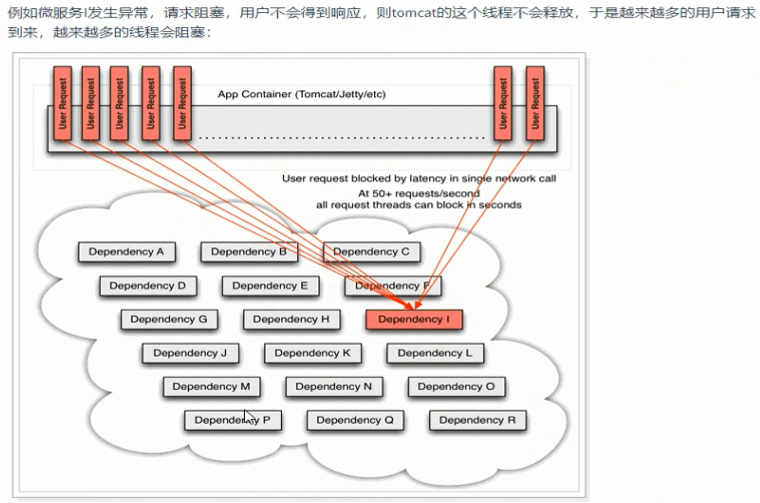 例如微服务I发生异常，请求阻塞，用户不会得到响应，则tomcat的这个线程不会释放，于是越来越多的用户请求
到来，越来越多的线程会阻塞：
User Request
User Request
User Request
User Request
User Request
App Container (Tomcat/Jetty/etc)
User Request
User Request
User request blocked by latency in single network call
At 50+ requests/second
all request threads can block in seconds
Dependency A
Dependency B
Dependency C
Dependency D
Dependency E
Dependency F
Dependency G
Dependency H
Dependency I
Dependency J
Dependency K
Dependency L
Dependency M
Dependency N
Dependency O
Dependency P
Dependency Q
Dependency R